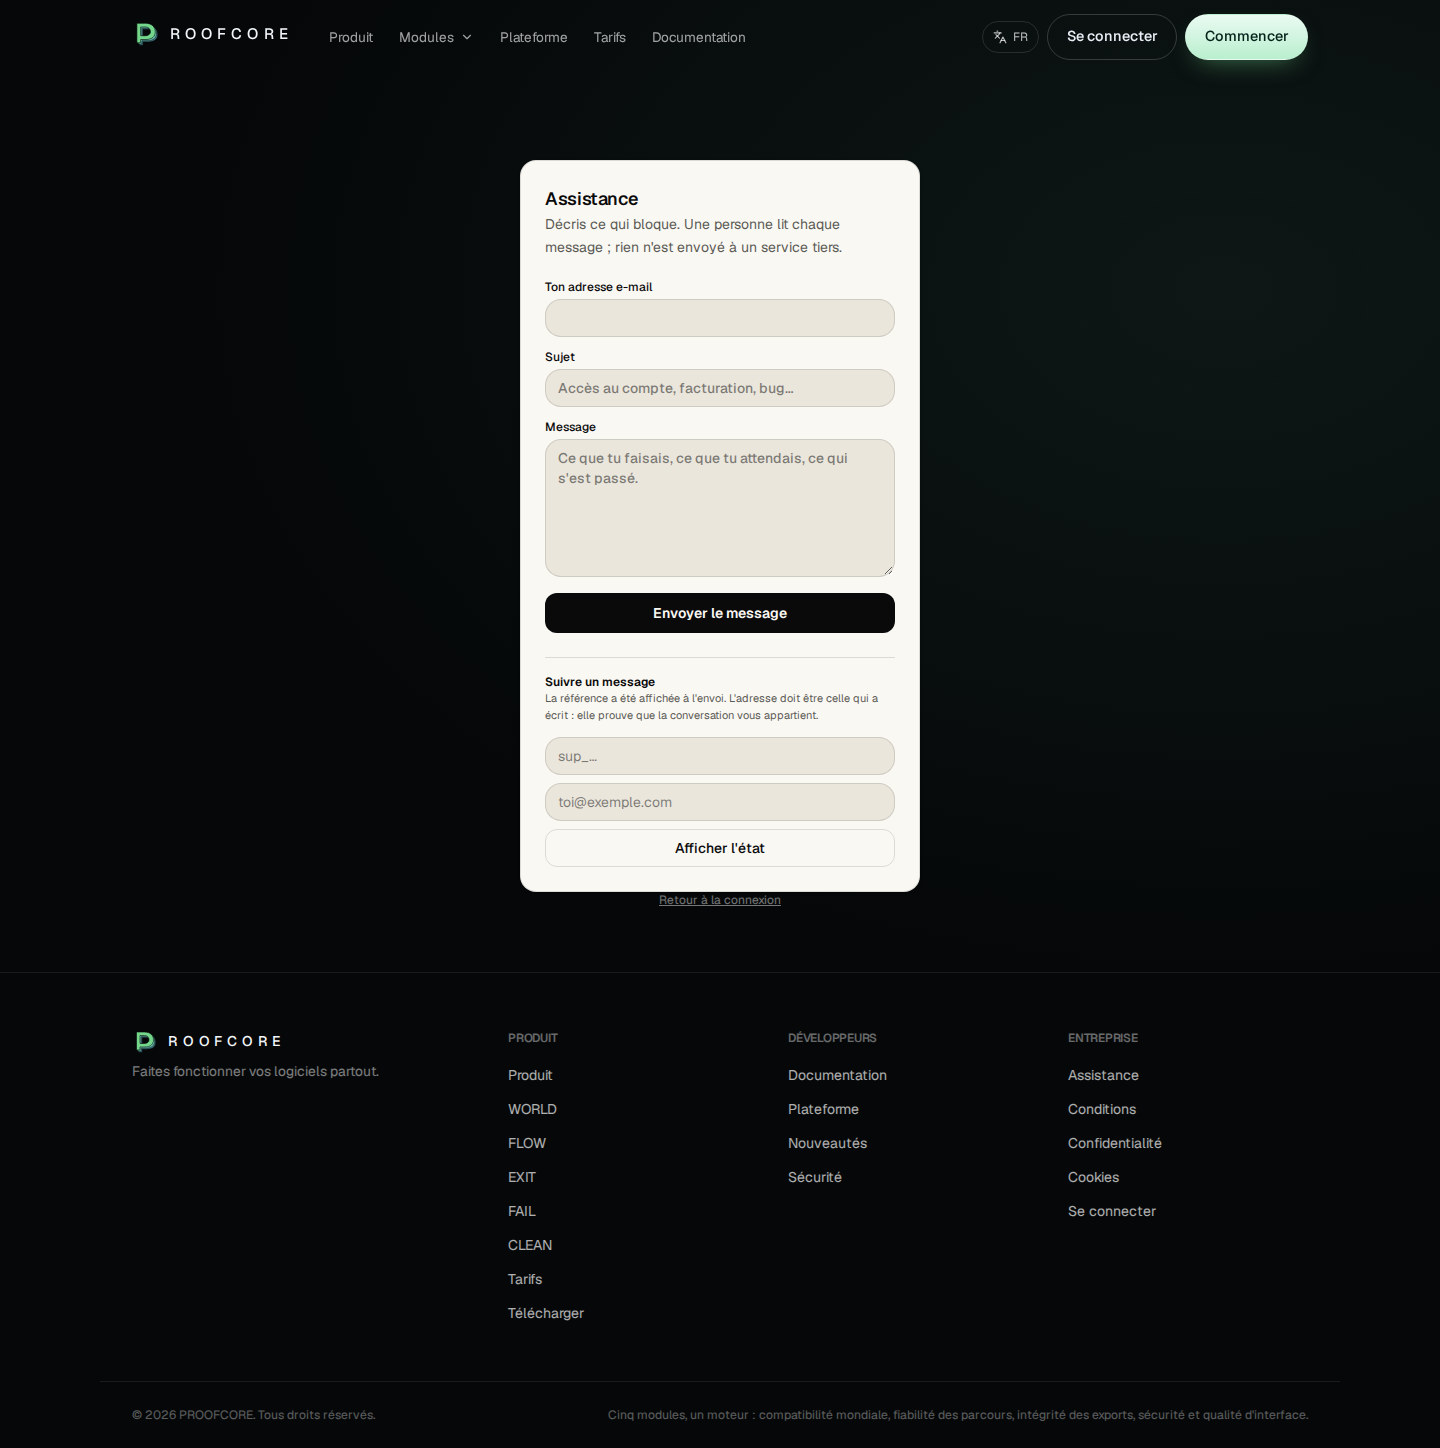 ROOFCORE
Produit
Modules
Plateforme
Tarifs
Documentation
FR
Se connecter
Commencer
Assistance
Décris ce qui bloque. Une personne lit chaque
message ; rien n'est envoyé à un service tiers.
Ton adresse e-mail
Sujet
Accès au compte, facturation, bug…
Message
Ce que tu faisais, ce que tu attendais, ce qui
s'est passé.
Envoyer le message
Suivre un message
La référence a été affichée à l'envoi. L'adresse doit être celle qui a
écrit : elle prouve que la conversation vous appartient.
sup_…
toi@exemple.com
Afficher l'état
Retour à la connexion
ROOFCORE
Faites fonctionner vos logiciels partout.
PRODUIT
Produit
WORLD
FLOW
EXIT
FAIL
CLEAN
Tarifs
Télécharger
DÉVELOPPEURS
Documentation
Plateforme
Nouveautés
Sécurité
ENTREPRISE
Assistance
Conditions
Confidentialité
Cookies
Se connecter
© 2026 PROOFCORE. Tous droits réservés.
Cinq modules, un moteur : compatibilité mondiale, fiabilité des parcours, intégrité des exports, sécurité et qualité d'interface.